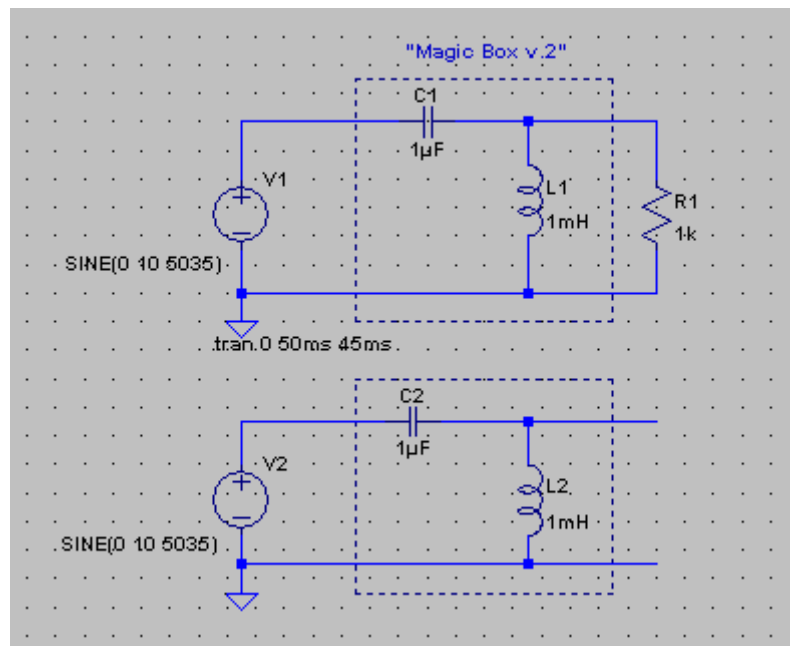 "Magic Box v.2"
C1
1µF
V1
L1
1mH
R1
1k
SINE(0 10 5035)
.tran 0 50ms 45ms
C2
1µF
V2
L2
1mH
SINE(0 10 5035)